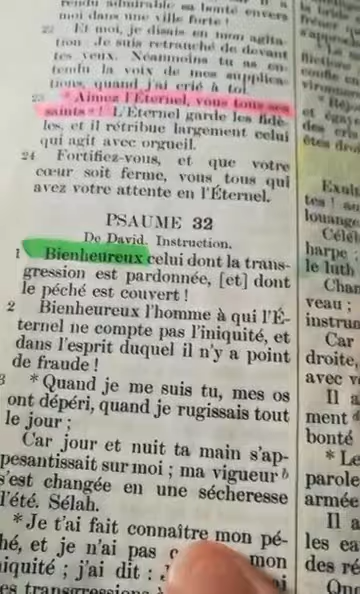 rendu admirable sa bonté envers
moi dans une ville forte !
22 Et moi, je disais en mon agita-
tion : Je suis retranché de devant
tes yeux. Néanmoins tu as en-
tendu la voix de mes supplica-
tions, quand j'ai crié à toi.
23 * Aimez l'Éternel, vous tous ses
saints ! L'Éternel garde les fidè-
les, et il rétribue largement celui
qui agit avec orgueil.
24 Fortifiez-vous, et que votre
cœur soit ferme, vous tous qui
avez votre attente en l'Éternel.
PSAUME 32
De David. Instruction.
1 Bienheureux celui dont la trans-
gression est pardonnée, [et] dont
le péché est couvert !
2 Bienheureux l'homme à qui l'É-
ternel ne compte pas l'iniquité, et
dans l'esprit duquel il n'y a point
de fraude !
3 * Quand je me suis tu, mes os
ont dépéri, quand je rugissais tout
le jour ;
Car jour et nuit ta main s'ap-
pesantissait sur moi ; ma vigueur b
s'est changée en une sécheresse
l'été. Sélah.
* Je t'ai fait connaître mon pé-
hé, et je n'ai pas mon
iniquité ; j'ai dit :
Exult
tes ! au
louange
Célé
harpe :
le luth
Chan
veau ;
instrum
Car
droite,
avec v
Il a
ment
bonté
* Le
parole
armée
Il a
les ea
des ré